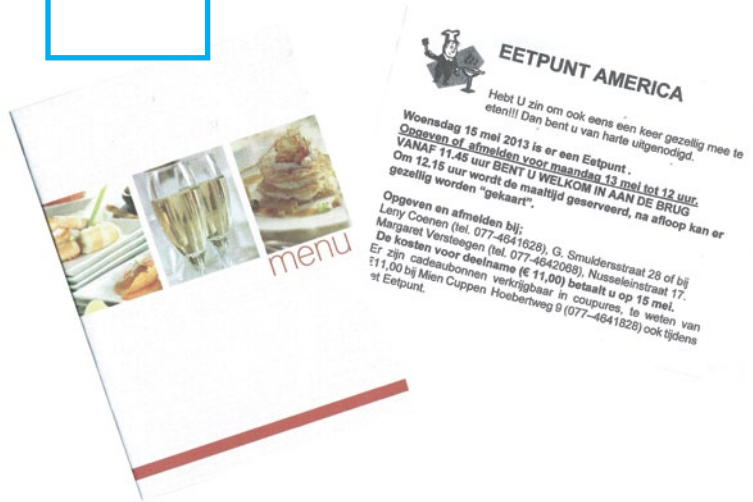 menu
EETPUNT AMERICA
Hebt U zin om ook eens een keer gezellig mee te
eten!!! Dan bent u van harte uitgenodigd.
Woensdag 15 mei 2013 is er een Eetpunt .
Opgeven of afmelden voor maandag 13 mei tot 12 uur.
VANAF 11.45 uur BENT U WELKOM IN AAN DE BRUG
Om 12.15 uur wordt de maaltijd geserveerd, na afloop kan er
gezellig worden "gekaart".
Opgeven en afmelden bij;
Leny Coenen (tel. 077-4641628), G. Smuldersstraat 28 of bij
Margaret Versteegen (tel. 077-4642068), Nusseleinstraat 17.
De kosten voor deelname (€ 11,00) betaalt u op 15 mei.
Er zijn cadeaubonnen verkrijgbaar in coupures, te weten van
€11,00 bij Mien Cuppen Hoebertweg 9 (077–4641828) ook tijdens
et Eetpunt.